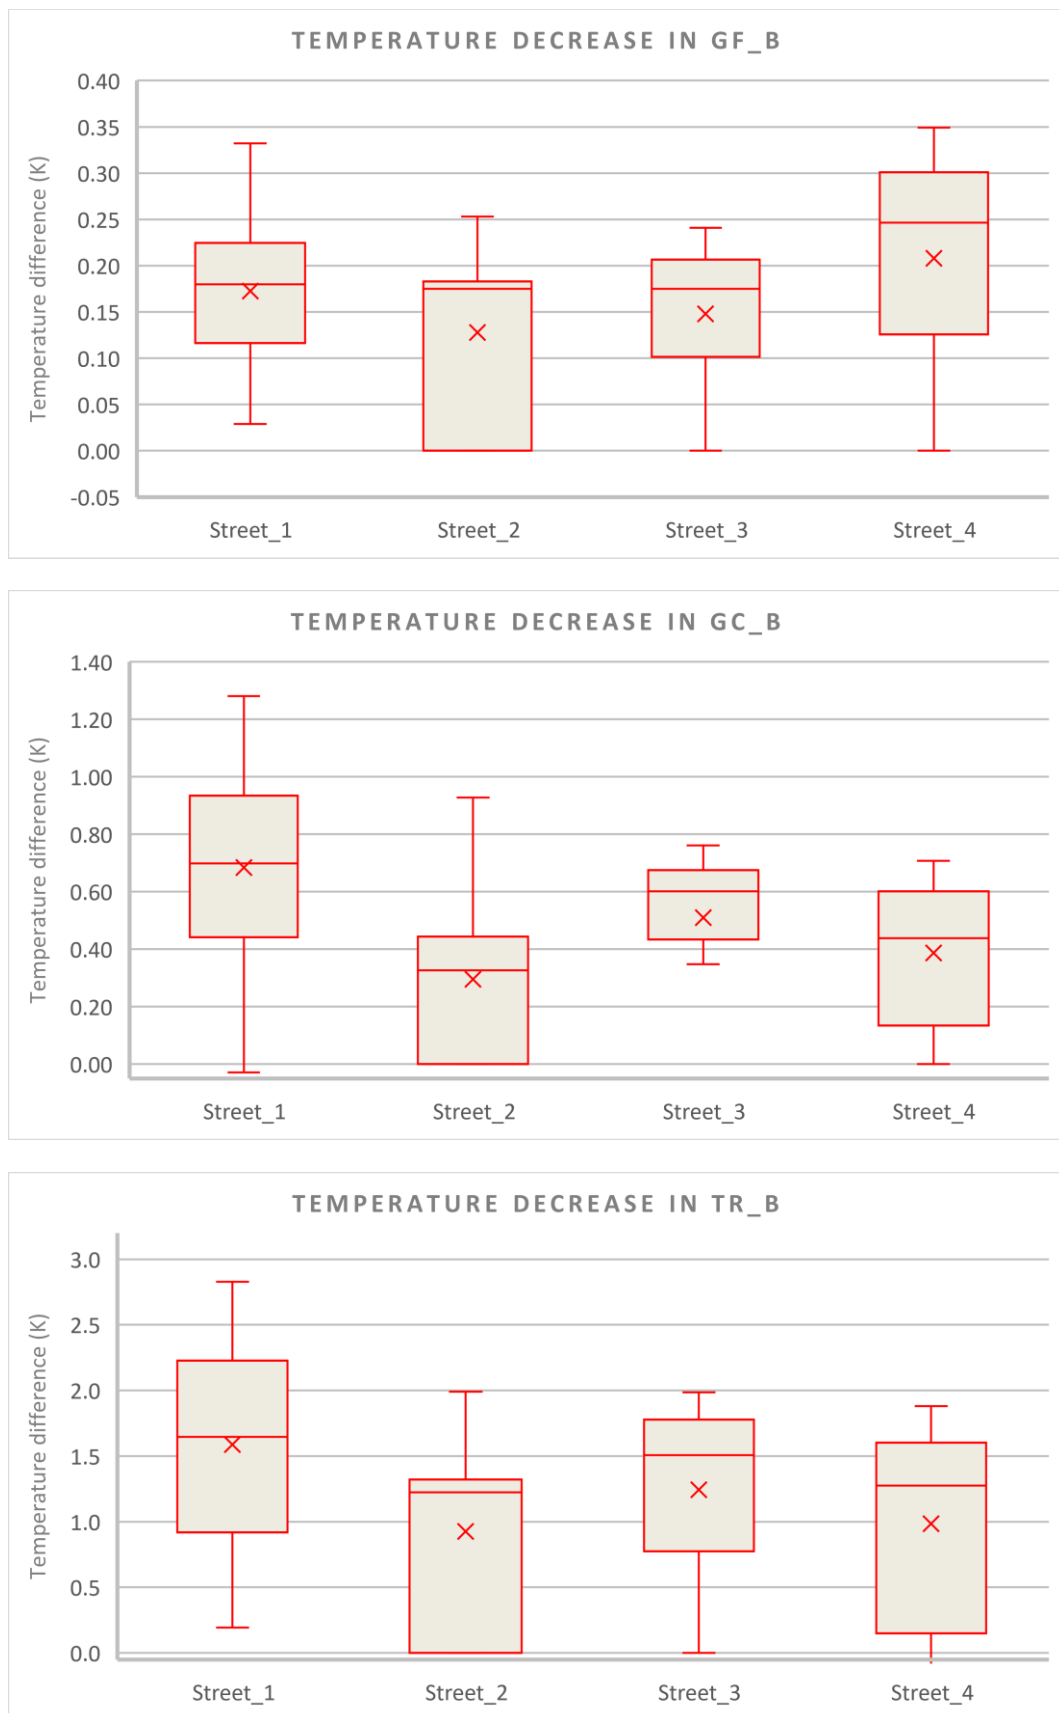 TEMPERATURE DECREASE IN GF_B
Temperature difference (K)
0.40
0.35
0.30
0.25
0.20
0.15
0.10
0.05
0.00
-0.05
Street_1 Street_2 Street_3 Street_4
TEMPERATURE DECREASE IN GC_B
Temperature difference (K)
1.40
1.20
1.00
0.80
0.60
0.40
0.20
0.00
Street_1 Street_2 Street_3 Street_4
TEMPERATURE DECREASE IN TR_B
Temperature difference (K)
3.0
2.5
2.0
1.5
1.0
0.5
0.0
Street_1 Street_2 Street_3 Street_4